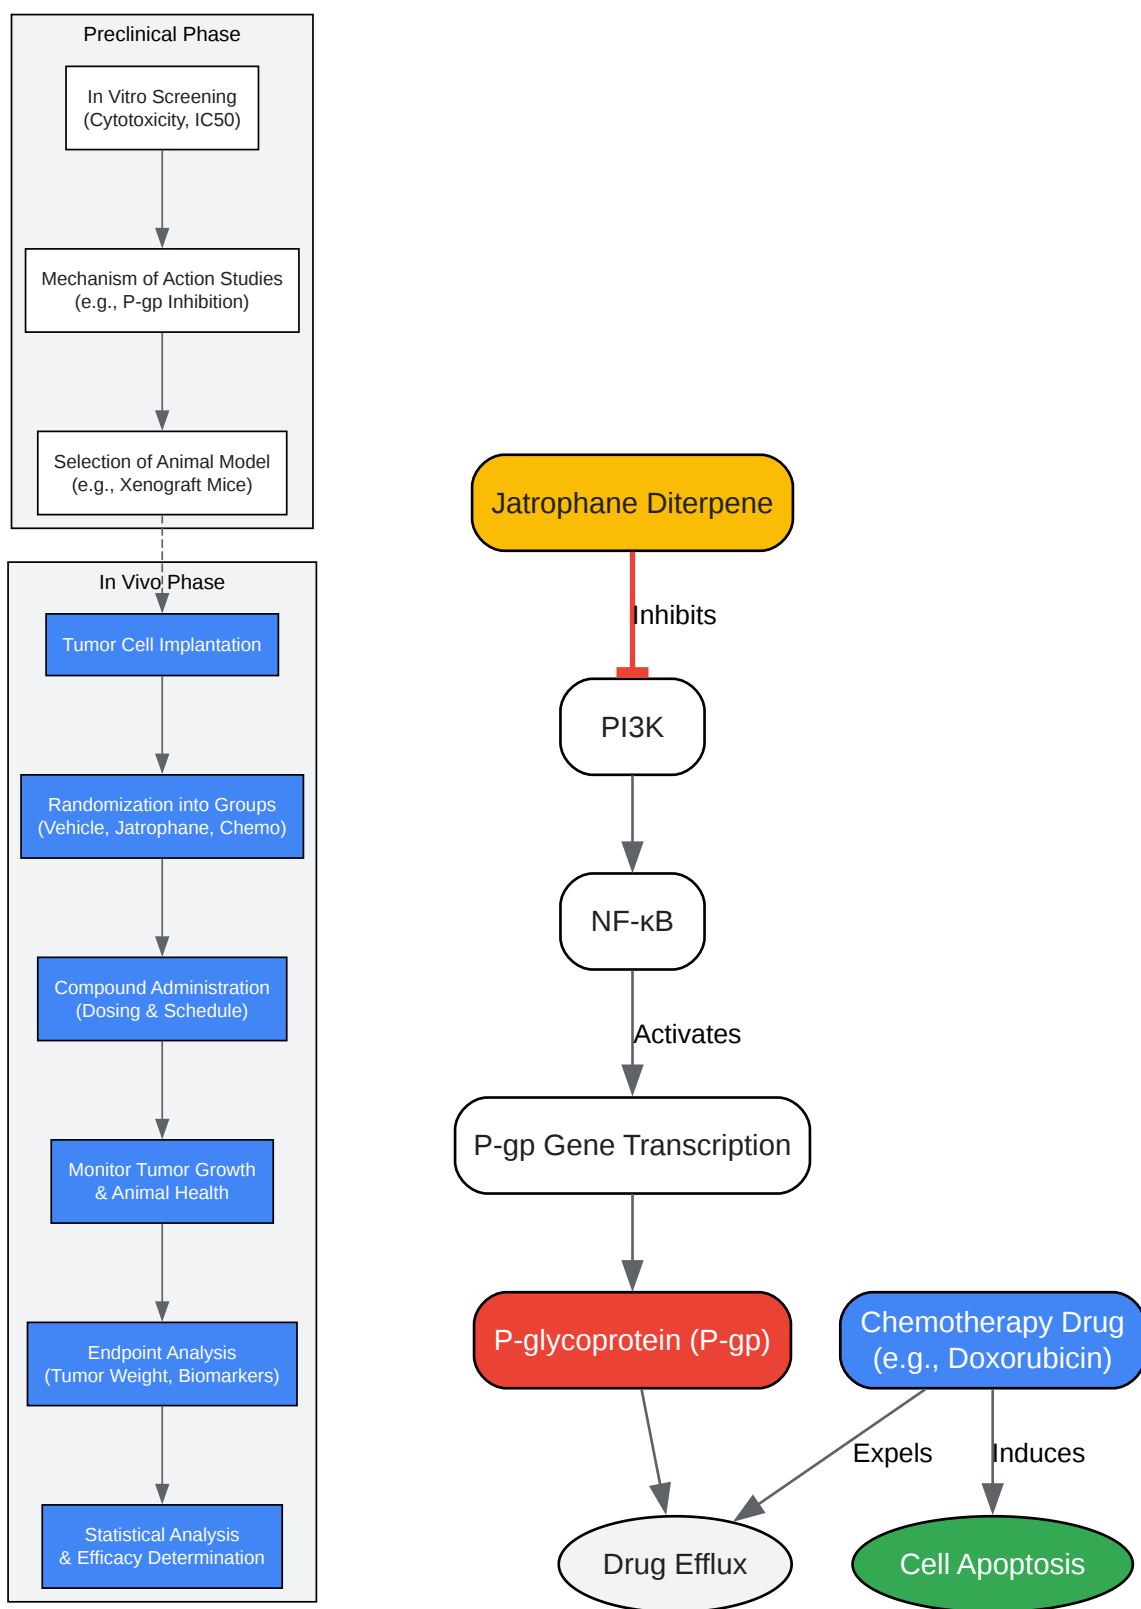 Preclinical Phase
In Vitro Screening
(Cytotoxicity, IC50)
Mechanism of Action Studies
(e.g., P-gp Inhibition)
Selection of Animal Model
(e.g., Xenograft Mice)
In Vivo Phase
Tumor Cell Implantation
Randomization into Groups
(Vehicle, Jatrophane, Chemo)
Compound Administration
(Dosing & Schedule)
Monitor Tumor Growth
& Animal Health
Endpoint Analysis
(Tumor Weight, Biomarkers)
Statistical Analysis
& Efficacy Determination
Jatrophane Diterpene
Inhibits
PI3K
NF-κB
Activates
P-gp Gene Transcription
P-glycoprotein (P-gp)
Chemotherapy Drug
(e.g., Doxorubicin)
Expels
Induces
Drug Efflux
Cell Apoptosis